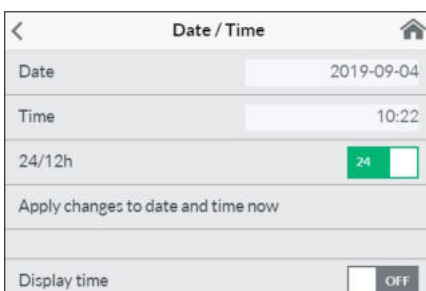 Date / Time
Date 2019-09-04
Time 10:22
24/12h 24
Apply changes to date and time now
Display time OFF